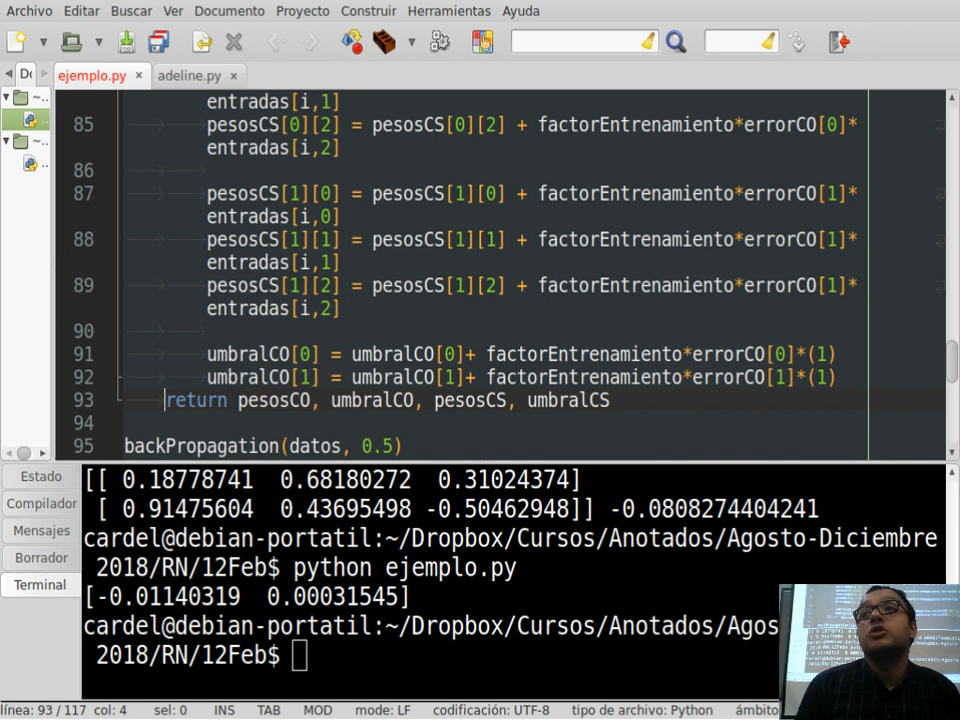 Archivo Editar Buscar Ver Documento Proyecto Construir Herramientas Ayuda
ejemplo.py × adeline.py ×
entradas[i,1]
85 pesosCS[0][2] = pesosCS[0][2] + factorEntrenamiento*errorCO[0]*
entradas[i,2]
86
87 pesosCS[1][0] = pesosCS[1][0] + factorEntrenamiento*errorCO[1]*
entradas[i,0]
88 pesosCS[1][1] = pesosCS[1][1] + factorEntrenamiento*errorCO[1]*
entradas[i,1]
89 pesosCS[1][2] = pesosCS[1][2] + factorEntrenamiento*errorCO[1]*
entradas[i,2]
90
91 umbralCO[0] = umbralCO[0]+ factorEntrenamiento*errorCO[0]*(1)
92 umbralCO[1] = umbralCO[1]+ factorEntrenamiento*errorCO[1]*(1)
93 return pesosCO, umbralCO, pesosCS, umbralCS
94
95 backPropagation(datos, 0.5)
Estado
Compilador
Mensajes
Borrador
Terminal
[[ 0.18778741 0.68180272 0.31024374]
[ 0.91475604 0.43695498 -0.50462948]] -0.0808274404241
cardel@debian-portatil:~/Dropbox/Cursos/Anotados/Agosto-Diciembre
2018/RN/12Feb$ python ejemplo.py
[-0.01140319 0.00031545]
cardel@debian-portatil:~/Dropbox/Cursos/Anotados/Agos
2018/RN/12Feb$
línea: 93 / 117 col: 4 sel: 0 INS TAB MOD mode: LF codificación: UTF-8 tipo de archivo: Python ámbito